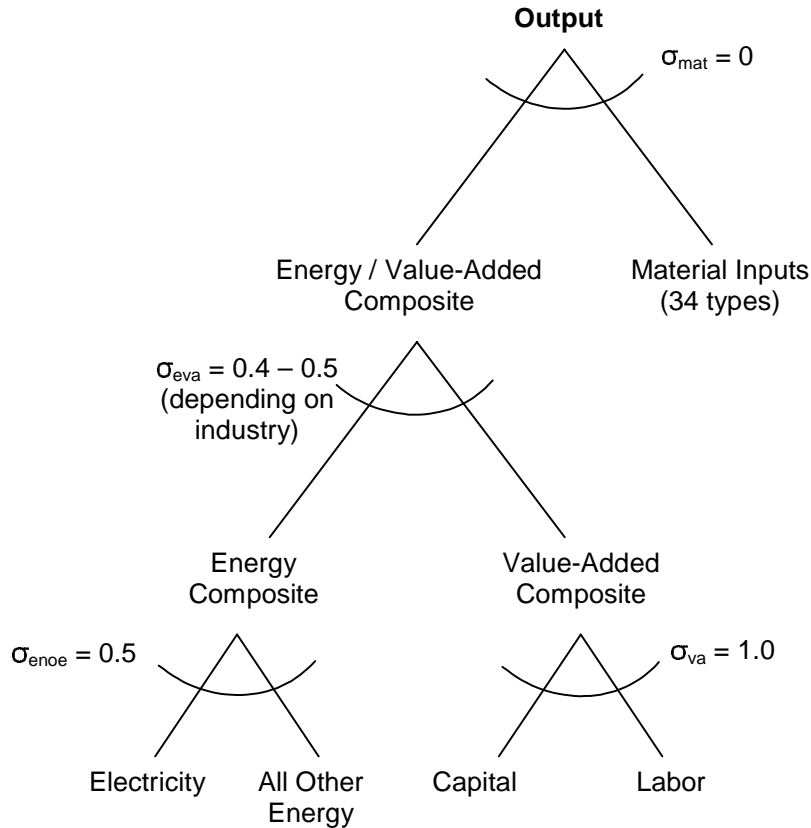 Output
σmat = 0
Energy / Value-Added
Composite
Material Inputs
(34 types)
σeva = 0.4 – 0.5
(depending on
industry)
Energy
Composite
Value-Added
Composite
σenoe = 0.5
σva = 1.0
Electricity
All Other
Energy
Capital
Labor